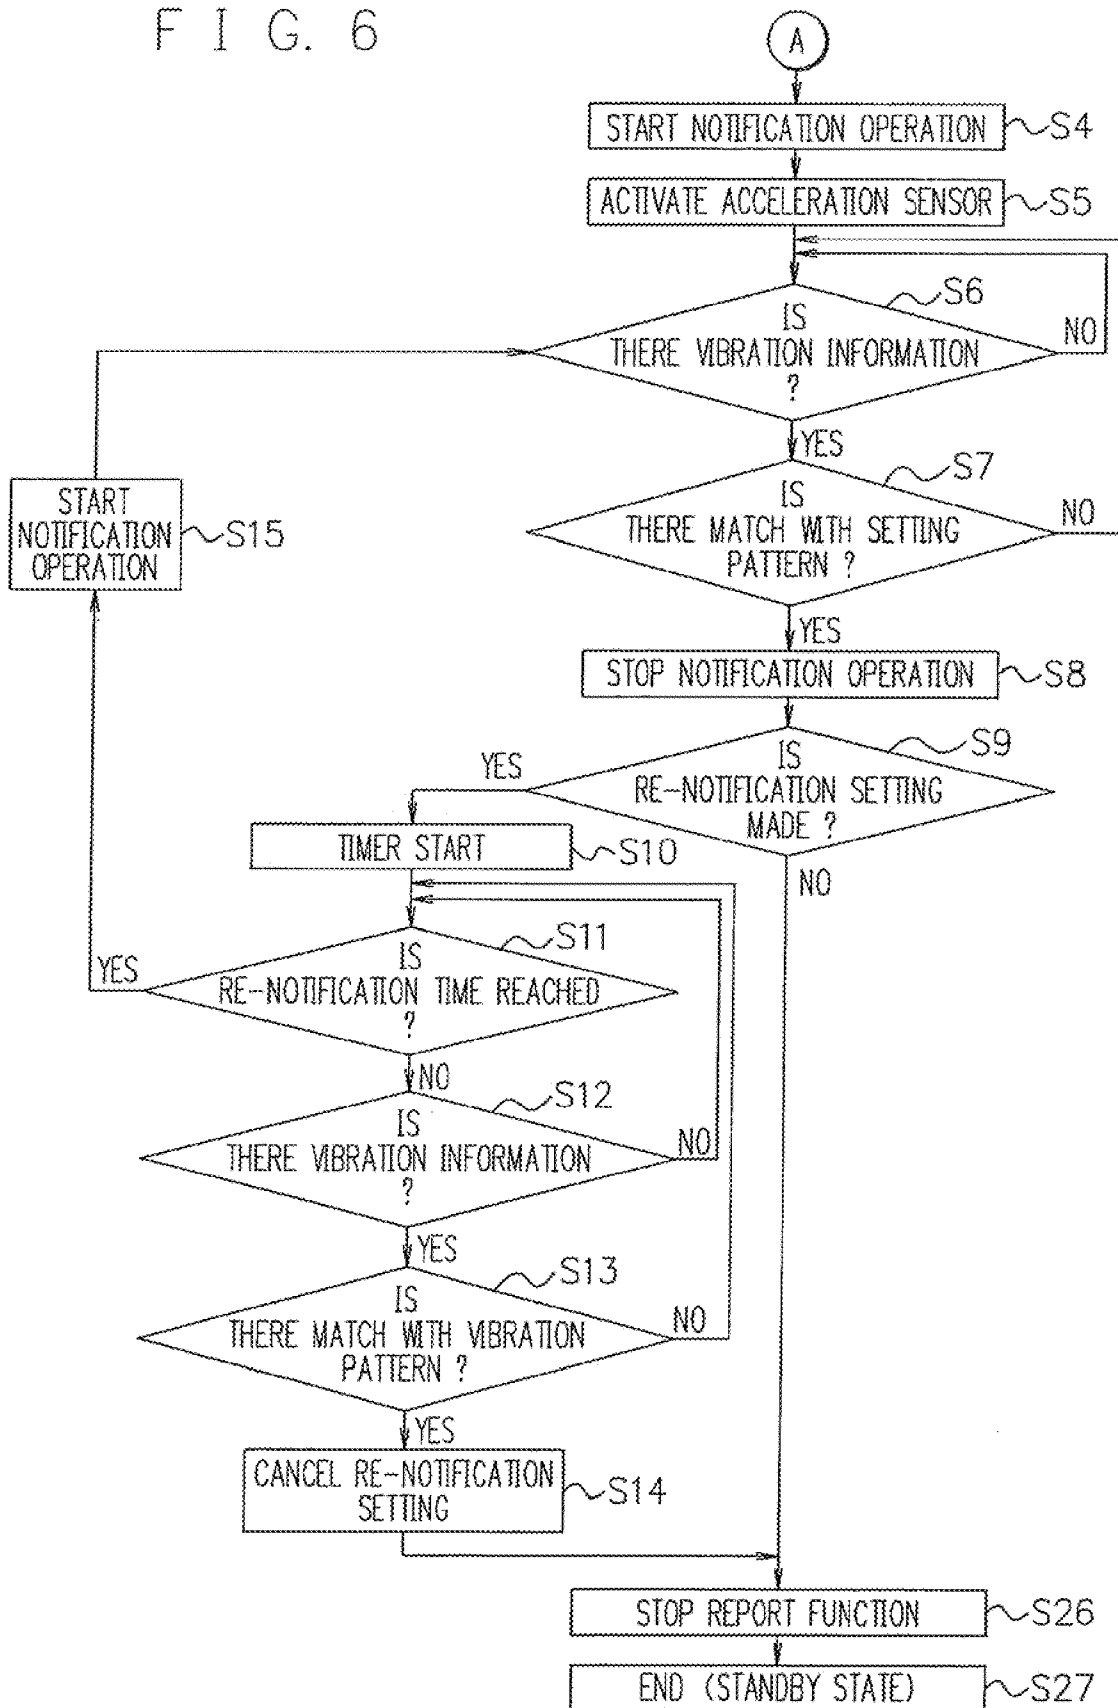 F I G. 6
A
START NOTIFICATION OPERATION
S4
ACTIVATE ACCELERATION SENSOR
S5
S6
IS
THERE VIBRATION INFORMATION
?
NO
YES
S7
IS
THERE MATCH WITH SETTING
PATTERN ?
NO
START
NOTIFICATION
OPERATION
S15
YES
STOP NOTIFICATION OPERATION
S8
S9
IS
RE-NOTIFICATION SETTING
MADE ?
YES
NO
TIMER START
S10
S11
IS
RE-NOTIFICATION TIME REACHED
?
YES
NO
S12
IS
THERE VIBRATION INFORMATION
?
NO
YES
S13
IS
THERE MATCH WITH VIBRATION
PATTERN ?
NO
YES
CANCEL RE-NOTIFICATION
SETTING
S14
STOP REPORT FUNCTION
S26
END (STANDBY STATE)
S27